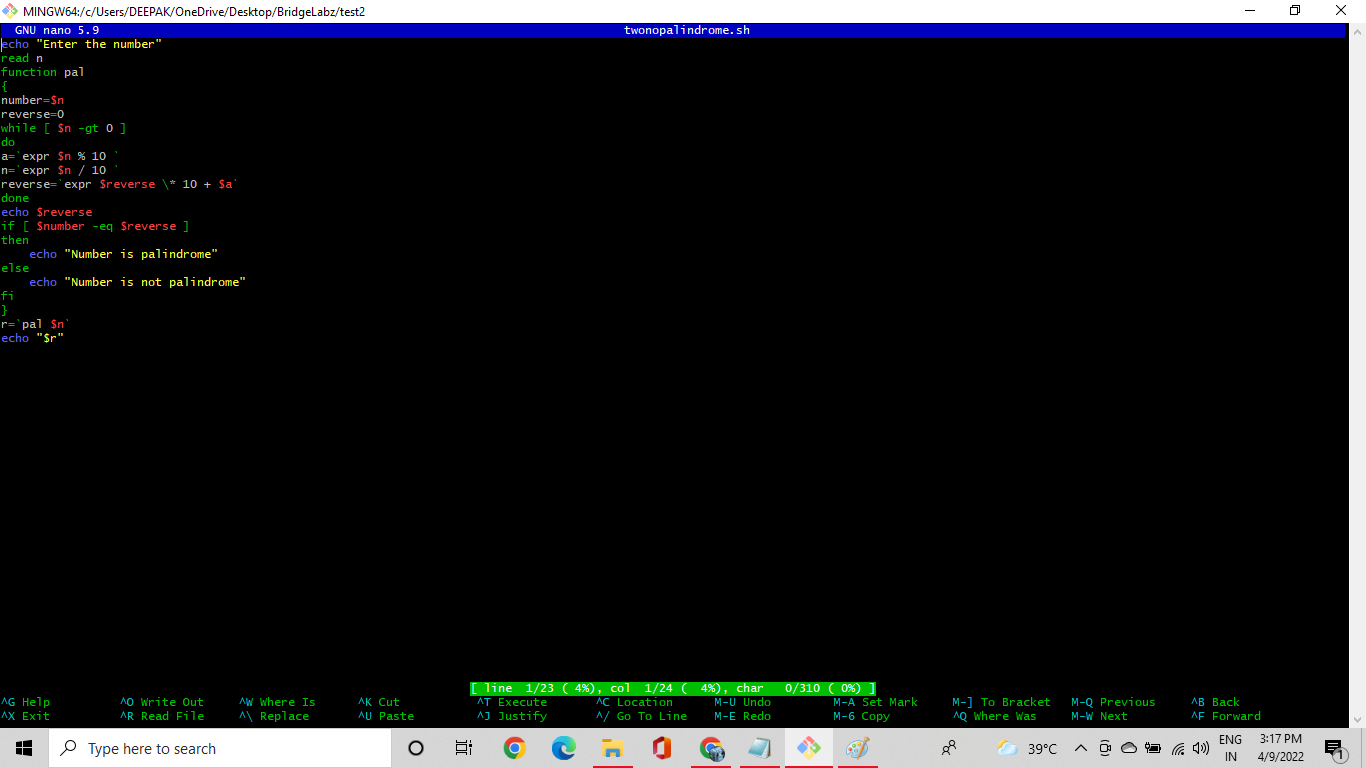 MINGW64:/c/Users/DEEPAK/OneDrive/Desktop/BridgeLabz/test2
GNU nano 5.9 twonopalindrome.sh
echo "Enter the number"
read n
function pal
{
number=$n
reverse=0
while [ $n -gt 0 ]
do
a=`expr $n % 10 `
n=`expr $n / 10 `
reverse=`expr $reverse \* 10 + $a`
done
echo $reverse
if [ $number -eq $reverse ]
then
    echo "Number is palindrome"
else
    echo "Number is not palindrome"
fi
}
r=`pal $n`
echo "$r"
[ line  1/23 ( 4%), col  1/24 (  4%), char   0/310 ( 0%) ]
^G Help ^O Write Out ^W Where Is ^K Cut ^T Execute ^C Location M-U Undo M-A Set Mark M-] To Bracket M-Q Previous ^B Back
^X Exit ^R Read File ^\ Replace ^U Paste ^J Justify ^/ Go To Line M-E Redo M-6 Copy ^Q Where Was M-W Next ^F Forward
Type here to search 39°C ENG IN 3:17 PM 4/9/2022 1